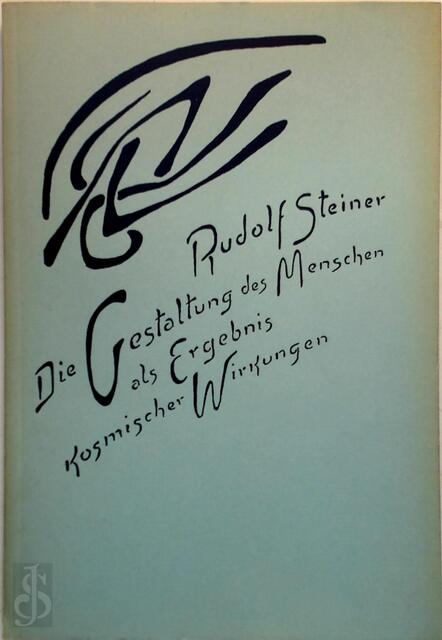 Rudolf Steiner
Die Gestaltung des Menschen
als Ergebnis
kosmischer Wirkungen